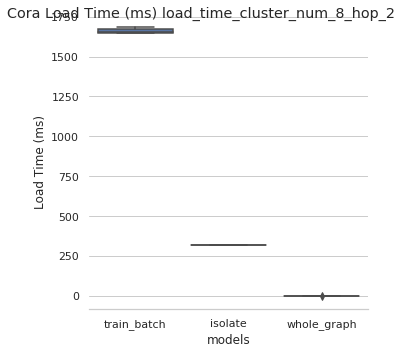 Cora Load Time (ms) load_time_cluster_num_8_hop_2
1750
1500
1250
1000
750
500
250
0
Load Time (ms)
train_batch isolate whole_graph
models